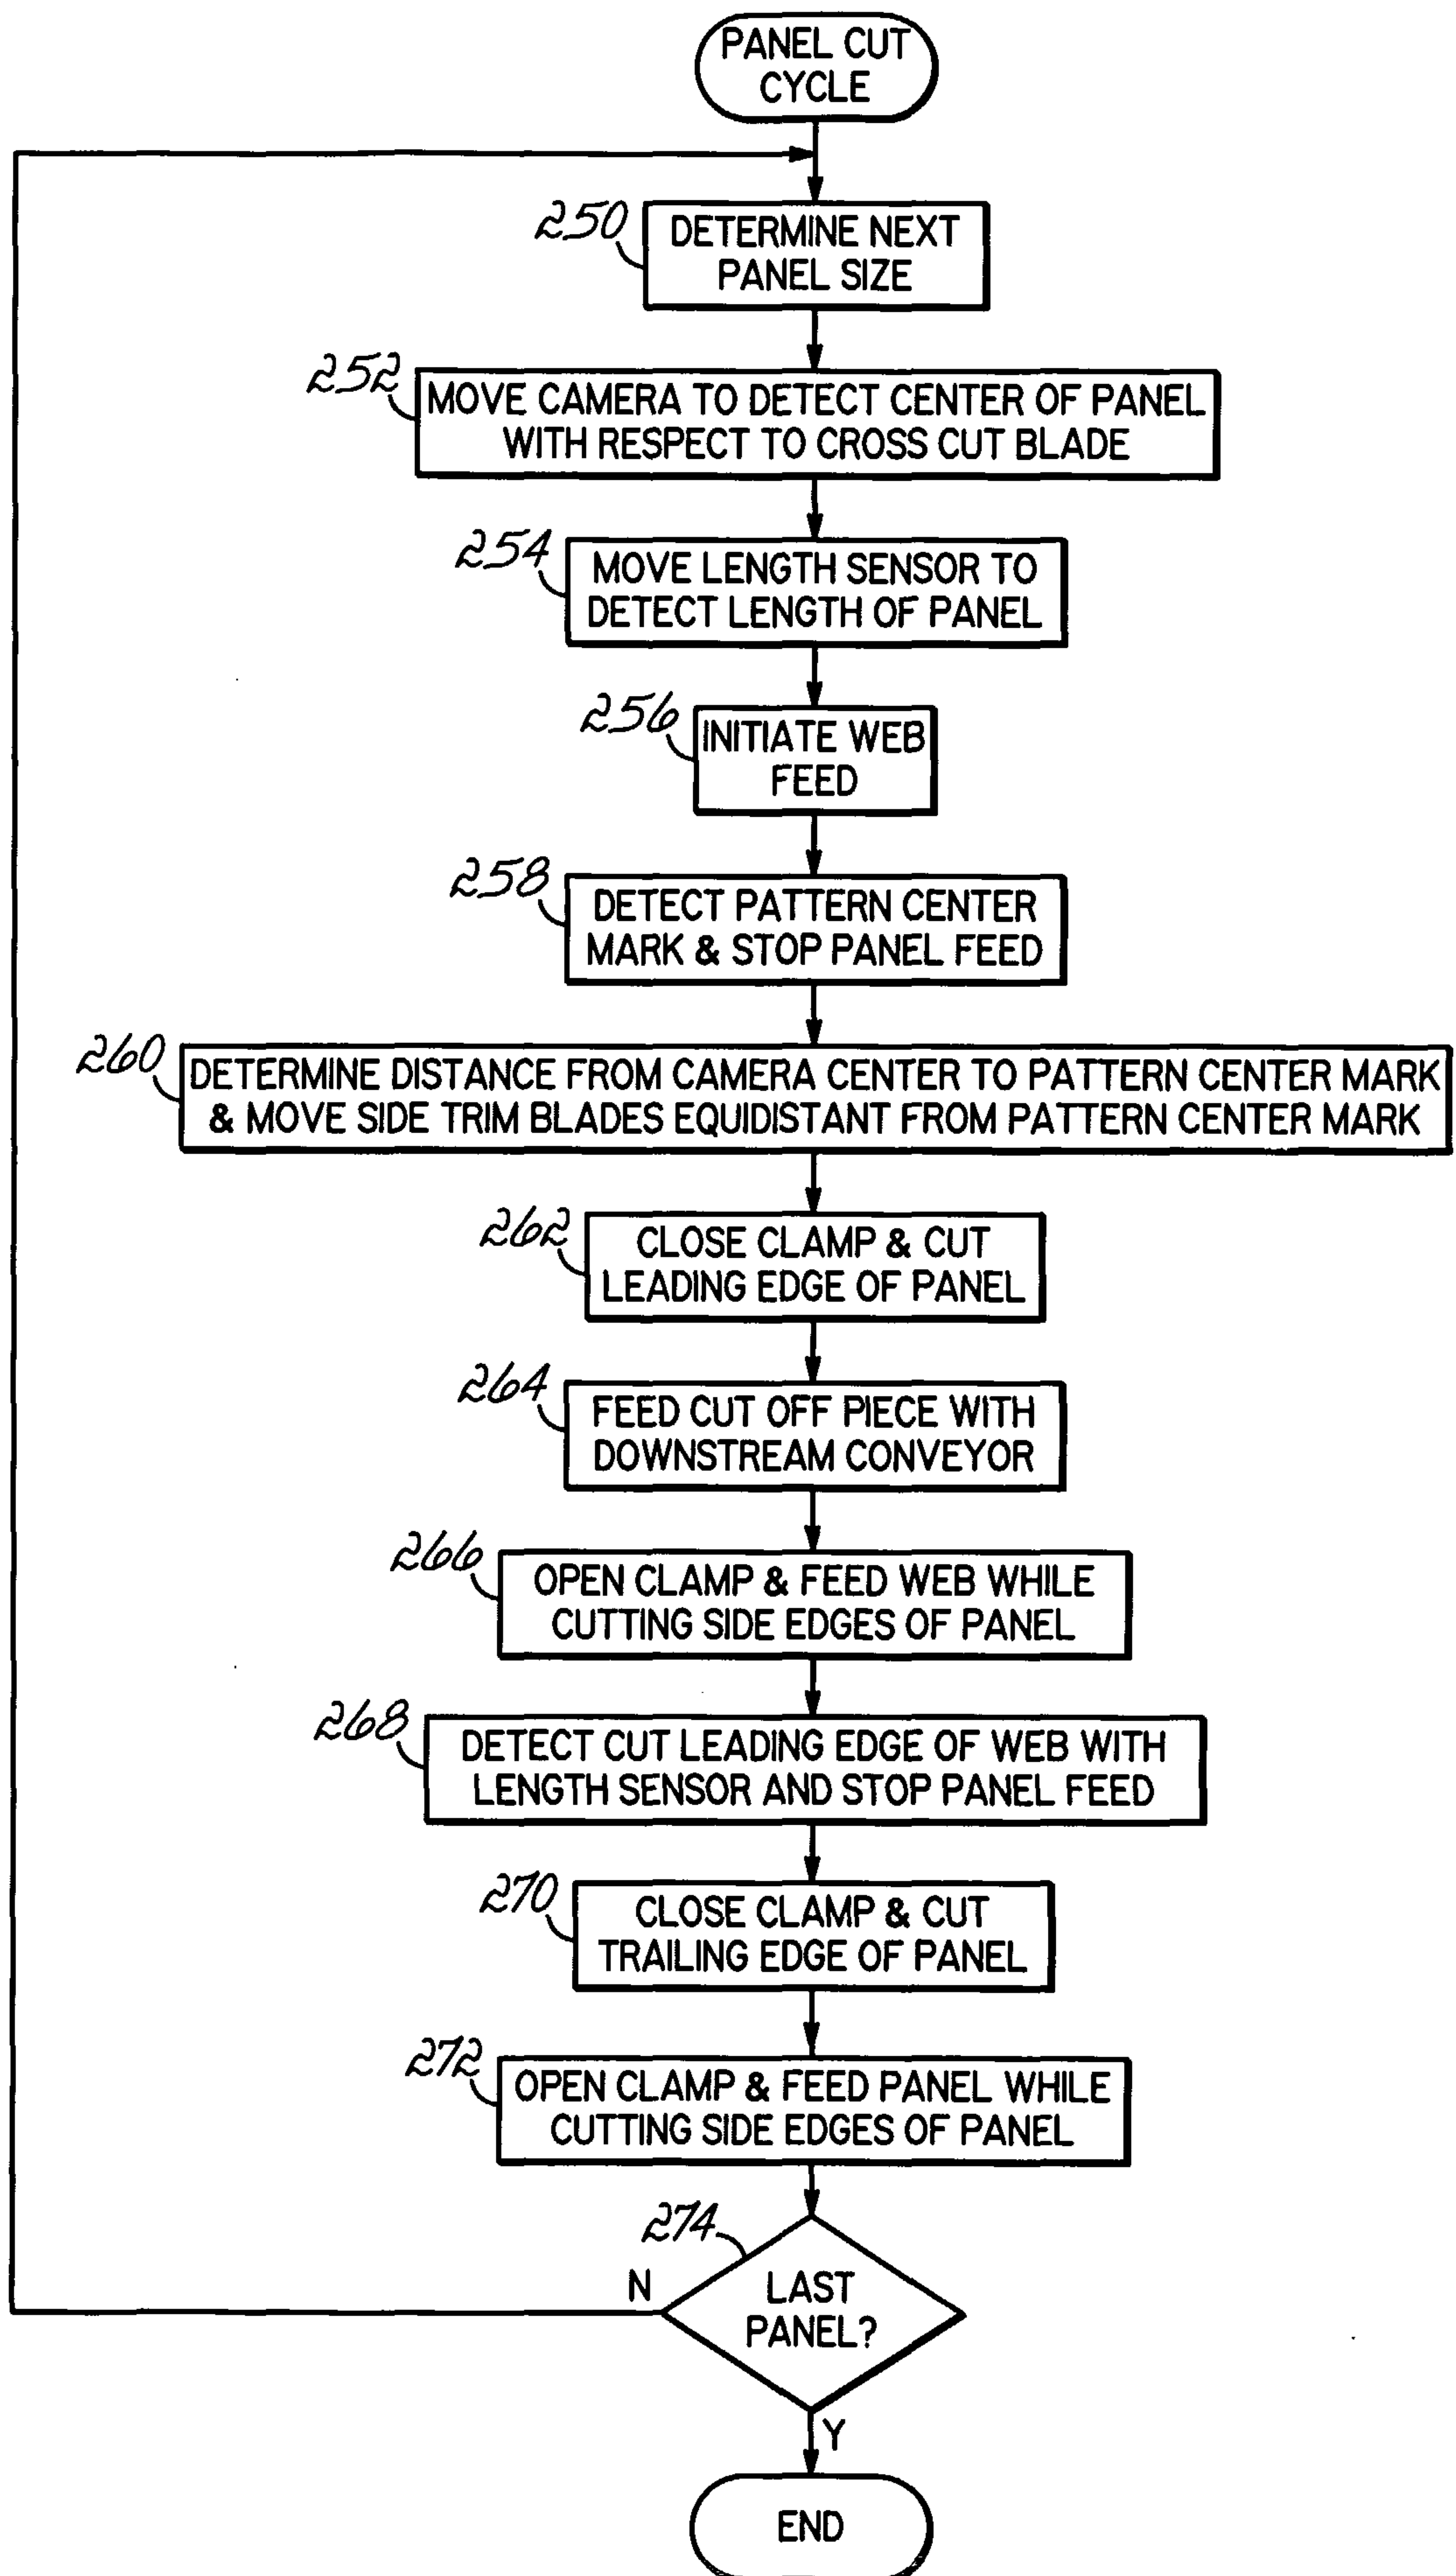 PANEL CUT
CYCLE
250
DETERMINE NEXT
PANEL SIZE
252
MOVE CAMERA TO DETECT CENTER OF PANEL
WITH RESPECT TO CROSS CUT BLADE
254
MOVE LENGTH SENSOR TO
DETECT LENGTH OF PANEL
256
INITIATE WEB
FEED
258
DETECT PATTERN CENTER
MARK & STOP PANEL FEED
260
DETERMINE DISTANCE FROM CAMERA CENTER TO PATTERN CENTER MARK
& MOVE SIDE TRIM BLADES EQUIDISTANT FROM PATTERN CENTER MARK
262
CLOSE CLAMP & CUT
LEADING EDGE OF PANEL
264
FEED CUT OFF PIECE WITH
DOWNSTREAM CONVEYOR
266
OPEN CLAMP & FEED WEB WHILE
CUTTING SIDE EDGES OF PANEL
268
DETECT CUT LEADING EDGE OF WEB WITH
LENGTH SENSOR AND STOP PANEL FEED
270
CLOSE CLAMP & CUT
TRAILING EDGE OF PANEL
272
OPEN CLAMP & FEED PANEL WHILE
CUTTING SIDE EDGES OF PANEL
274
N
LAST
PANEL?
Y
END